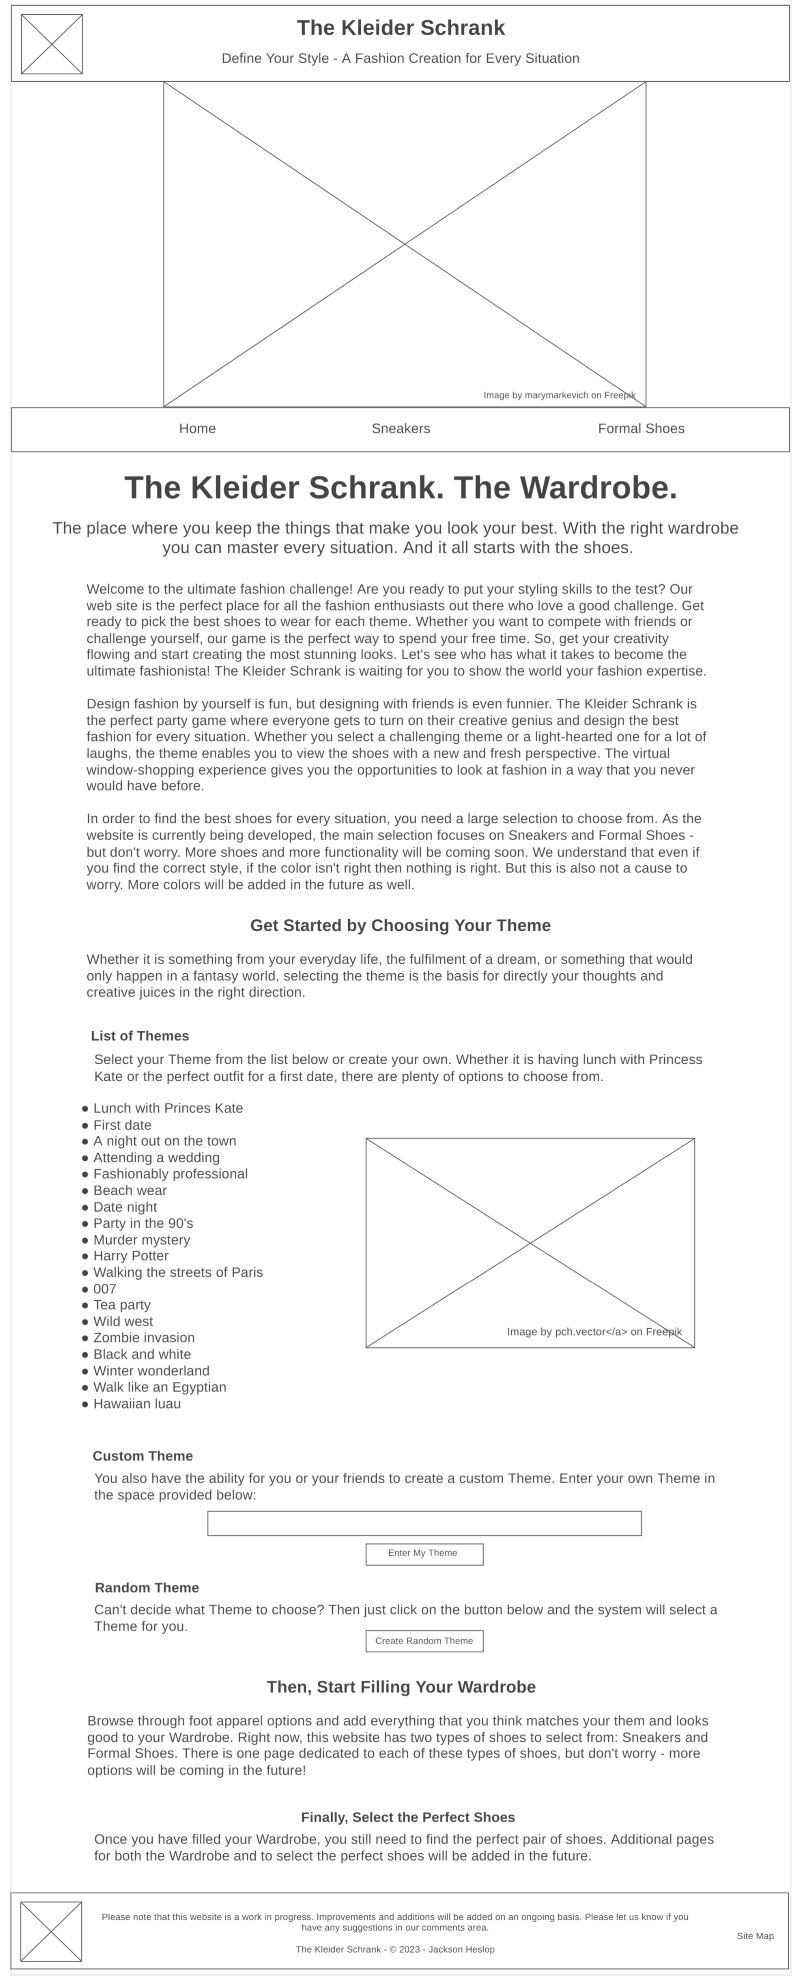 The Kleider Schrank
Define Your Style - A Fashion Creation for Every Situation
Image by marymarkevich on Freepik
Home Sneakers Formal Shoes
The Kleider Schrank. The Wardrobe.
The place where you keep the things that make you look your best. With the right wardrobe
you can master every situation. And it all starts with the shoes.
Welcome to the ultimate fashion challenge! Are you ready to put your styling skills to the test? Our
web site is the perfect place for all the fashion enthusiasts out there who love a good challenge. Get
ready to pick the best shoes to wear for each theme. Whether you want to compete with friends or
challenge yourself, our game is the perfect way to spend your free time. So, get your creativity
flowing and start creating the most stunning looks. Let's see who has what it takes to become the
ultimate fashionista! The Kleider Schrank is waiting for you to show the world your fashion expertise.
Design fashion by yourself is fun, but designing with friends is even funnier. The Kleider Schrank is
the perfect party game where everyone gets to turn on their creative genius and design the best
fashion for every situation. Whether you select a challenging theme or a light-hearted one for a lot of
laughs, the theme enables you to view the shoes with a new and fresh perspective. The virtual
window-shopping experience gives you the opportunities to look at fashion in a way that you never
would have before.
In order to find the best shoes for every situation, you need a large selection to choose from. As the
website is currently being developed, the main selection focuses on Sneakers and Formal Shoes -
but don't worry. More shoes and more functionality will be coming soon. We understand that even if
you find the correct style, if the color isn't right then nothing is right. But this is also not a cause to
worry. More colors will be added in the future as well.
Get Started by Choosing Your Theme
Whether it is something from your everyday life, the fulfilment of a dream, or something that would
only happen in a fantasy world, selecting the theme is the basis for directly your thoughts and
creative juices in the right direction.
List of Themes
Select your Theme from the list below or create your own. Whether it is having lunch with Princess
Kate or the perfect outfit for a first date, there are plenty of options to choose from.
● Lunch with Princes Kate
● First date
● A night out on the town
● Attending a wedding
● Fashionably professional
● Beach wear
● Date night
● Party in the 90's
● Murder mystery
● Harry Potter
● Walking the streets of Paris
● 007
● Tea party
● Wild west
● Zombie invasion
● Black and white
● Winter wonderland
● Walk like an Egyptian
● Hawaiian luau
Image by pch.vector</a> on Freepik
Custom Theme
You also have the ability for you or your friends to create a custom Theme. Enter your own Theme in
the space provided below:
Enter My Theme
Random Theme
Can't decide what Theme to choose? Then just click on the button below and the system will select a
Theme for you.
Create Random Theme
Then, Start Filling Your Wardrobe
Browse through foot apparel options and add everything that you think matches your them and looks
good to your Wardrobe. Right now, this website has two types of shoes to select from: Sneakers and
Formal Shoes. There is one page dedicated to each of these types of shoes, but don't worry - more
options will be coming in the future!
Finally, Select the Perfect Shoes
Once you have filled your Wardrobe, you still need to find the perfect pair of shoes. Additional pages
for both the Wardrobe and to select the perfect shoes will be added in the future.
Please note that this website is a work in progress. Improvements and additions will be added on an ongoing basis. Please let us know if you
have any suggestions in our comments area.
Site Map
The Kleider Schrank - © 2023 - Jackson Heslop